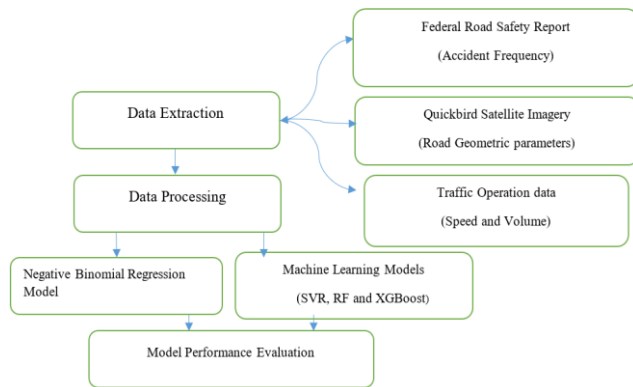 Federal Road Safety Report
(Accident Frequency)
Data Extraction
Quickbird Satellite Imagery
(Road Geometric parameters)
Data Processing
Traffic Operation data
(Speed and Volume)
Negative Binomial Regression
Model
Machine Learning Models
(SVR, RF and XGBoost)
Model Performance Evaluation